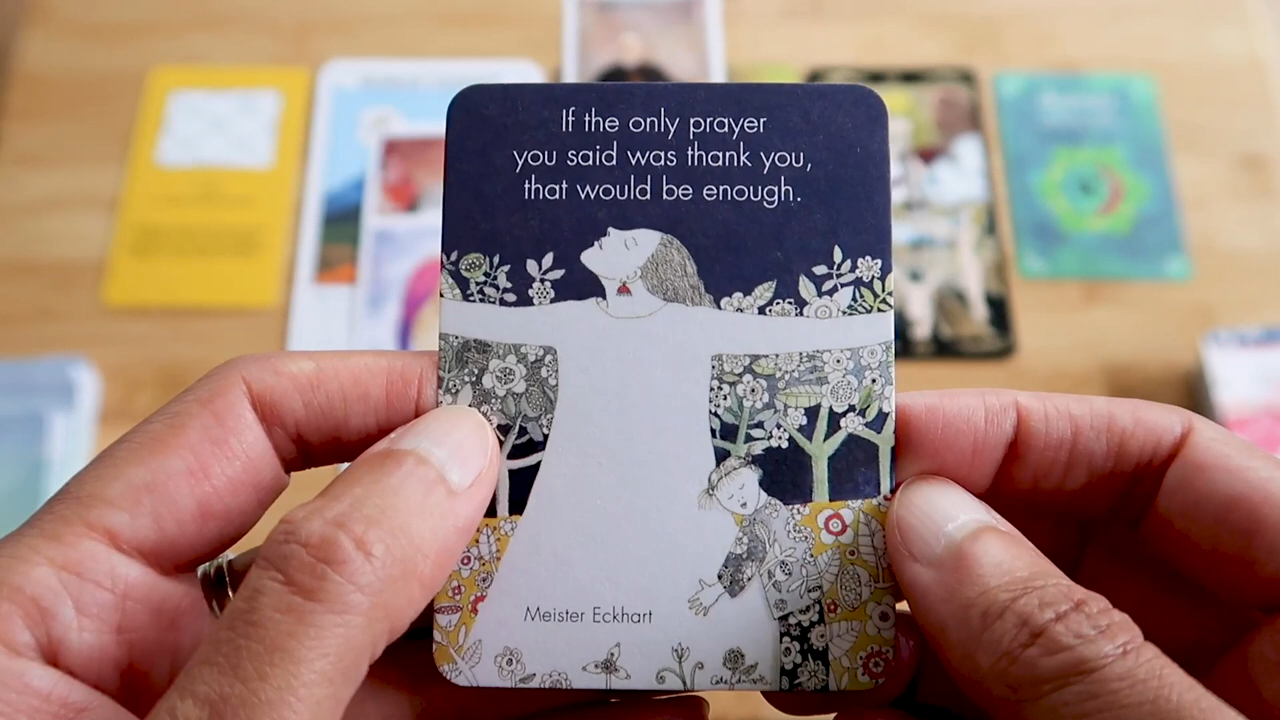 If the only prayer
you said was thank you,
that would be enough.
Meister Eckhart